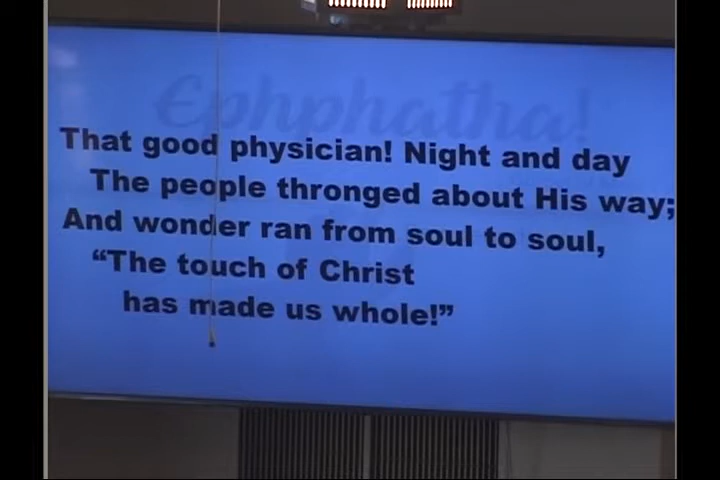 Ephphatha!
That good physician! Night and day
The people thronged about His way;
And wonder ran from soul to soul,
“The touch of Christ
has made us whole!”